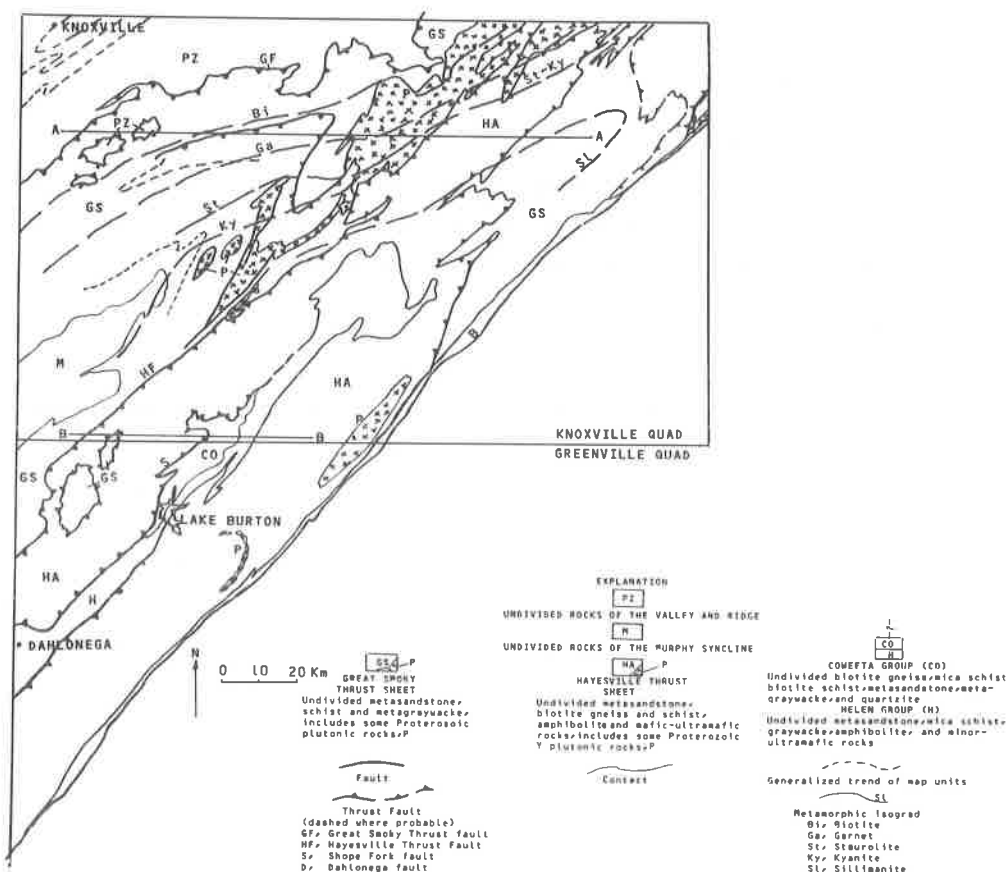 KNOXVILLE
GS
PZ
GF
P
St-Ky
Bi
HA
A
PZ
A
Ga
Sl
GS
St
GS
Ky
P
M
HF
HA
B
P
B
B
KNOXVILLE QUAD
GREENVILLE QUAD
CO
S
GS
GS
LAKE BURTON
P
HA
H
DAHLONEGA
N
0 10 20 Km
EXPLANATION
PZ
UNDIVIDED ROCKS OF THE VALLEY AND RIDGE
M
UNDIVIDED ROCKS OF THE MURPHY SYNCLINE
GS P
GREAT SMOKY
THRUST SHEET
Undivided metasandstone,
schist and metagraywacke,
includes some Proterozoic
plutonic rocks,P
HA P
HAYESVILLE THRUST
SHEET
Undivided metasandstone,
biotite gneiss and schist,
amphibolite and mafic-ultramafic
rocks,includes some Proterozoic
Y plutonic rocks,P
CO
H
COWEETA GROUP (CO)
Undivided biotite gneiss,mica schist
biotite schist,metasandstone,meta-
graywacke,and quartzite
HELEN GROUP (H)
Undivided metasandstone,mica schist,
graywacke,amphibolite, and minor-
ultramafic rocks
Fault
Thrust Fault
(dashed where probable)
GF, Great Smoky Thrust fault
HF, Hayesville Thrust Fault
S, Shope Fork fault
D, Dahlonega fault
Contact
Generalized trend of map units
Sl
Metamorphic isograd
Bi, Biotite
Ga, Garnet
St, Staurolite
Ky, Kyanite
Sl, Sillimanite